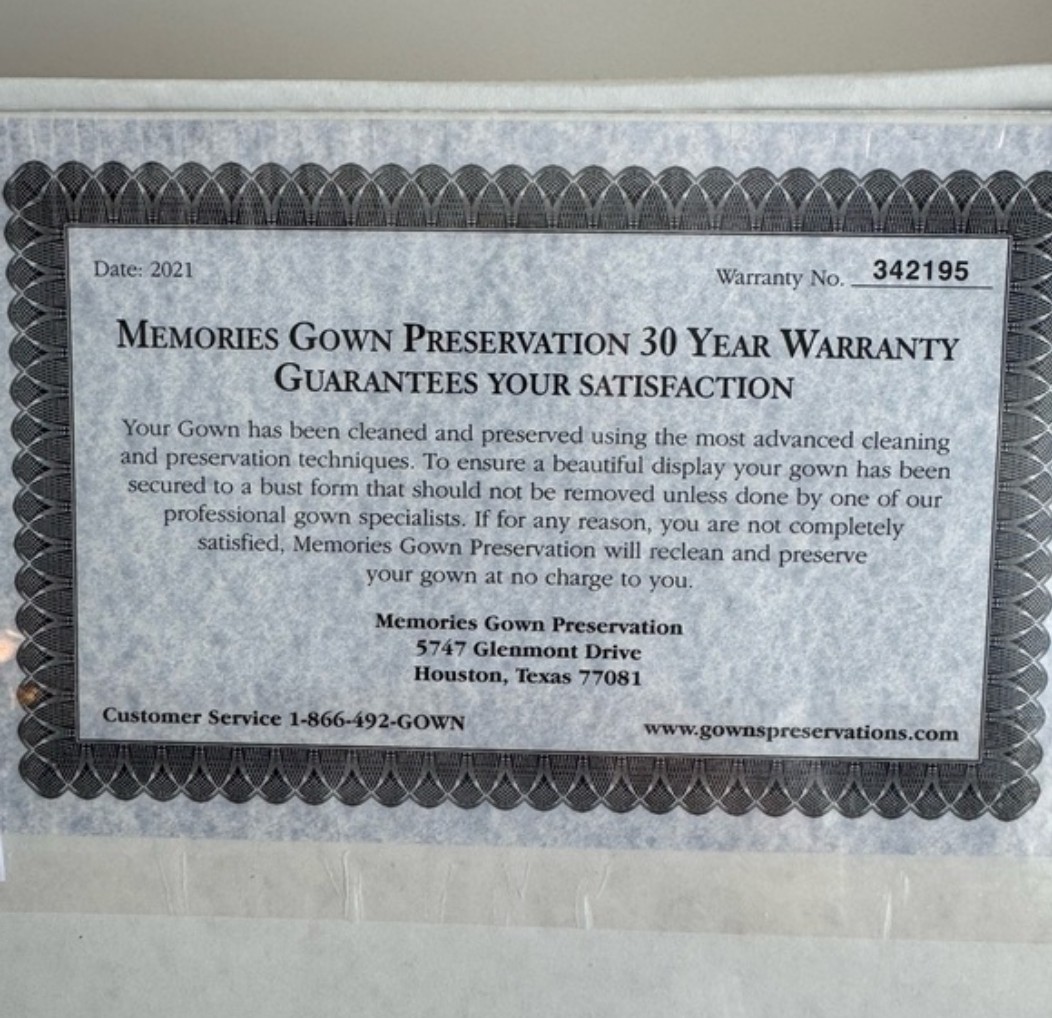 Date: 2021
Warranty No. 342195
MEMORIES GOWN PRESERVATION 30 YEAR WARRANTY
GUARANTEES YOUR SATISFACTION
Your Gown has been cleaned and preserved using the most advanced cleaning
and preservation techniques. To ensure a beautiful display your gown has been
secured to a bust form that should not be removed unless done by one of our
professional gown specialists. If for any reason, you are not completely
satisfied, Memories Gown Preservation will reclean and preserve
your gown at no charge to you.
Memories Gown Preservation
5747 Glenmont Drive
Houston, Texas 77081
Customer Service 1-866-492-GOWN
www.gownspreservations.com